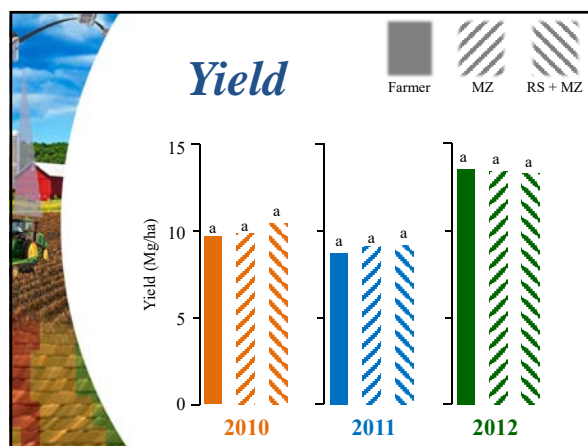 Yield
Farmer MZ RS + MZ
Yield (Mg/ha)
15
10
5
0
a a a
a a a
a a a
2010 2011 2012